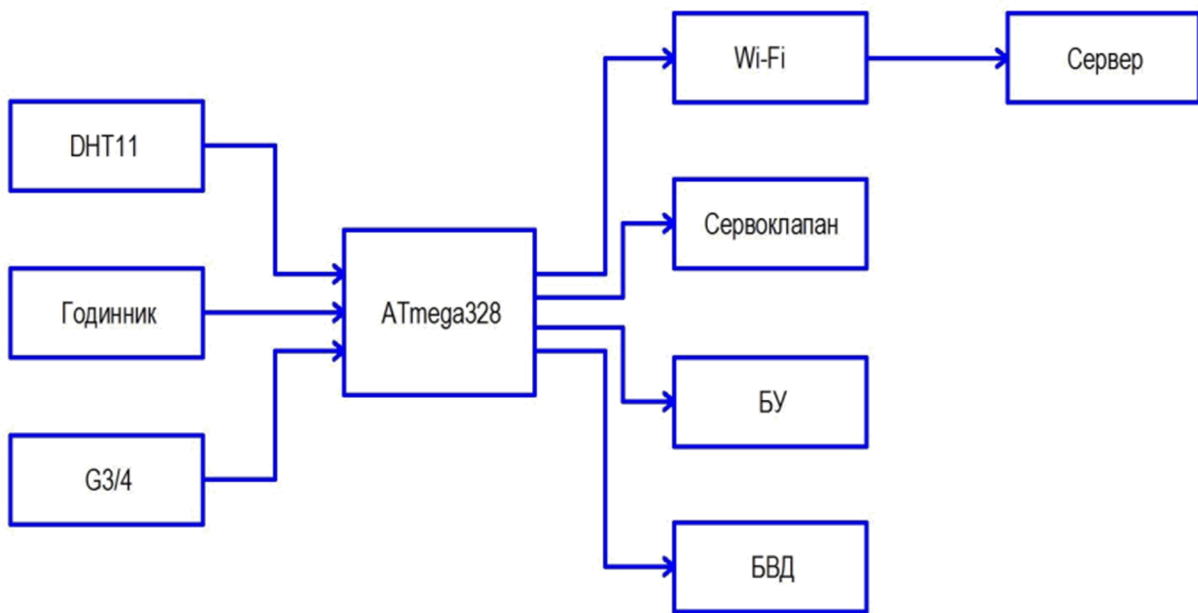 Wi-Fi
Сервер
DHT11
Сервоклапан
Годинник
ATmega328
БУ
G3/4
БВД